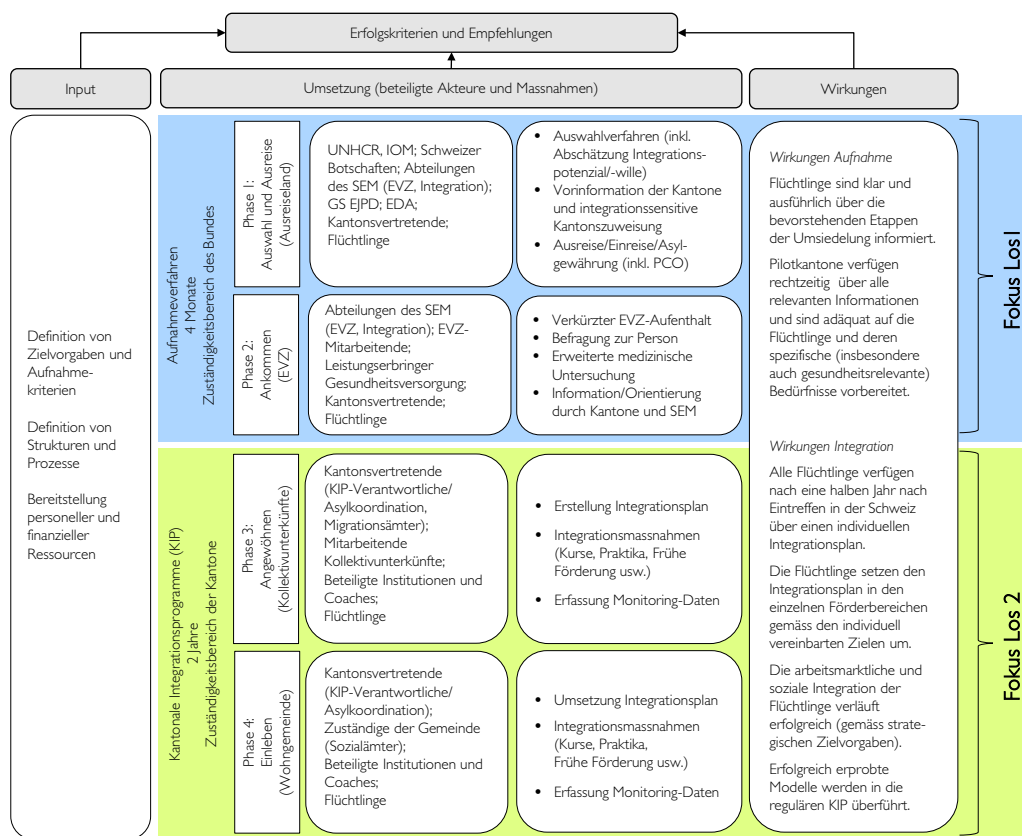 Erfolgskriterien und Empfehlungen
Input
Umsetzung (beteiligte Akteure und Massnahmen)
Wirkungen
Definition von
Zielvorgaben und
Aufnahme-
kriterien
Definition von
Strukturen und
Prozesse
Bereitstellung
personeller und
finanzieller
Ressourcen
Aufnahmeverfahren
4 Monate
Zuständigkeitsbereich des Bundes
Phase 1:
Auswahl und Ausreise
(Ausreiseland)
UNHCR, IOM; Schweizer
Botschaften; Abteilungen
des SEM (EVZ, Integration);
GS EJPD; EDA;
Kantonsvertretende;
Flüchtlinge
• Auswahlverfahren (inkl.
Abschätzung Integrations-
potenzial/-wille)
• Vorinformation der Kantone
und integrationssensitive
Kantonszuweisung
• Ausreise/Einreise/Asyl-
gewährung (inkl. PCO)
Phase 2:
Ankommen
(EVZ)
Abteilungen des SEM
(EVZ, Integration); EVZ-
Mitarbeitende;
Leistungserbringer
Gesundheitsversorgung;
Kantonsvertretende;
Flüchtlinge
• Verkürzter EVZ-Aufenthalt
• Befragung zur Person
• Erweiterte medizinische
Untersuchung
• Information/Orientierung
durch Kantone und SEM
Wirkungen Aufnahme
Flüchtlinge sind klar und
ausführlich über die
bevorstehenden Etappen
der Umsiedelung informiert.
Pilotkantone verfügen
rechtzeitig über alle
relevanten Informationen
und sind adäquat auf die
Flüchtlinge und deren
spezifische (insbesondere
auch gesundheitsrelevante)
Bedürfnisse vorbereitet.
Fokus Los1
Kantonale Integrationsprogramme (KIP)
2 Jahre
Zuständigkeitsbereich der Kantone
Phase 3:
Angewöhnen
(Kollektivunterkünfte)
Kantonsvertretende
(KIP-Verantwortliche/
Asylkoordination,
Migrationsämter);
Mitarbeitende
Kollektivunterkünfte;
Beteiligte Institutionen und
Coaches;
Flüchtlinge
• Erstellung Integrationsplan
• Integrationsmassnahmen
(Kurse, Praktika, Frühe
Förderung usw.)
• Erfassung Monitoring-Daten
Phase 4:
Einleben
(Wohngemeinde)
Kantonsvertretende
(KIP-Verantwortliche/
Asylkoordination);
Zuständige der Gemeinde
(Sozialämter);
Beteiligte Institutionen und
Coaches;
Flüchtlinge
• Umsetzung Integrationsplan
• Integrationsmassnahmen
(Kurse, Praktika,
Frühe Förderung usw.)
• Erfassung Monitoring-Daten
Wirkungen Integration
Alle Flüchtlinge verfügen
nach eine halben Jahr nach
Eintreffen in der Schweiz
über einen individuellen
Integrationsplan.
Die Flüchtlinge setzen den
Integrationsplan in den
einzelnen Förderbereichen
gemäss den individuell
vereinbarten Zielen um.
Die arbeitsmarktliche und
soziale Integration der
Flüchtlinge verläuft
erfolgreich (gemäss strate-
gischen Zielvorgaben).
Erfolgreich erprobte
Modelle werden in die
regulären KIP überführt.
Fokus Los 2